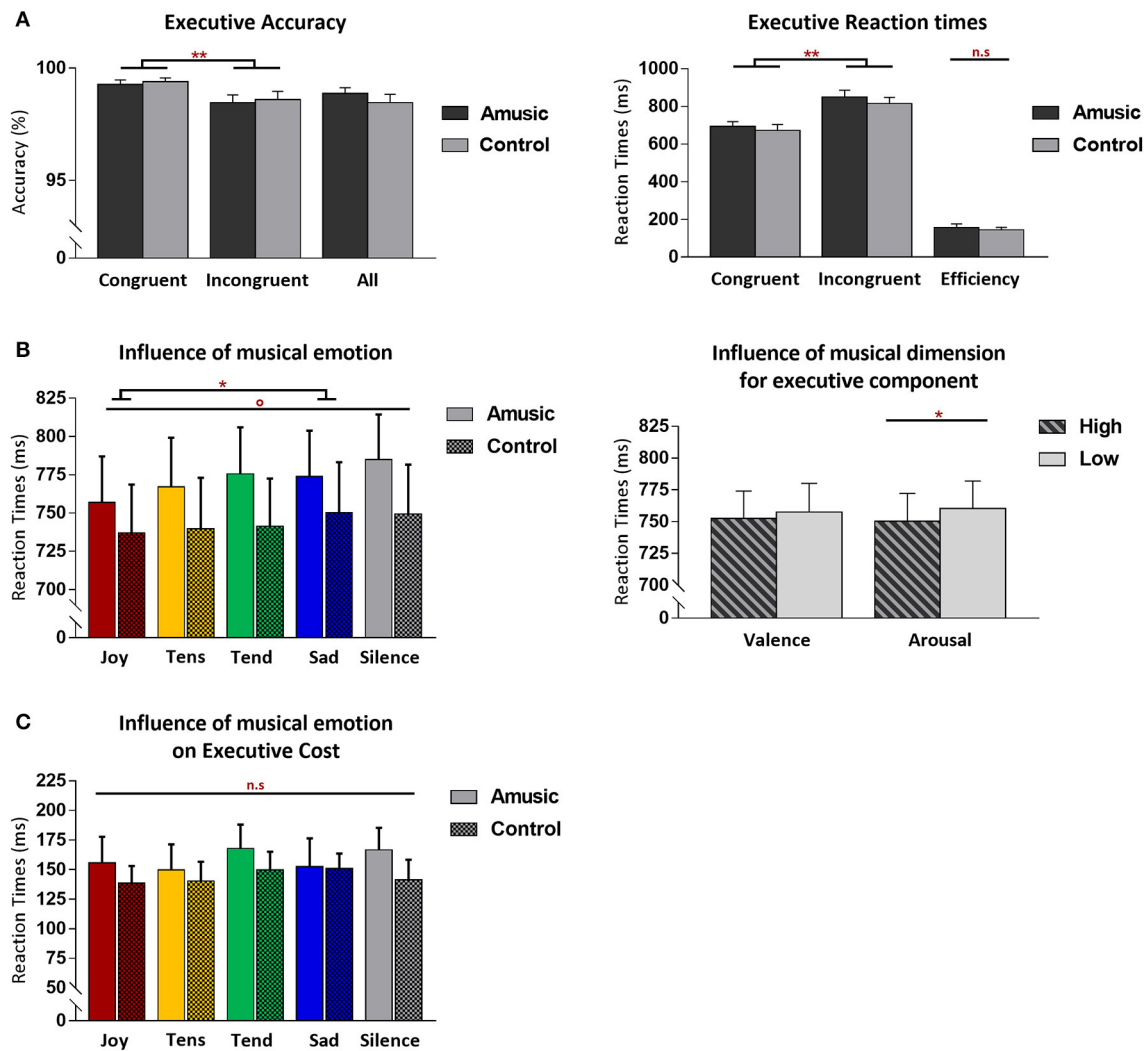 A
Executive Accuracy
**
100
95
0
Accuracy (%)
Congruent Incongruent All
Amusic
Control
Executive Reaction times
** n.s
1000
800
600
400
200
0
Reaction Times (ms)
Congruent Incongruent Efficiency
Amusic
Control
B
Influence of musical emotion
*
°
825
800
775
750
725
700
0
Reaction Times (ms)
Joy Tens Tend Sad Silence
Amusic
Control
Influence of musical dimension
for executive component
*
825
775
750
725
700
0
Reaction Times (ms)
Valence Arousal
High
Low
C
Influence of musical emotion
on Executive Cost
n.s
225
200
175
150
125
100
75
50
0
Reaction Times (ms)
Joy Tens Tend Sad Silence
Amusic
Control